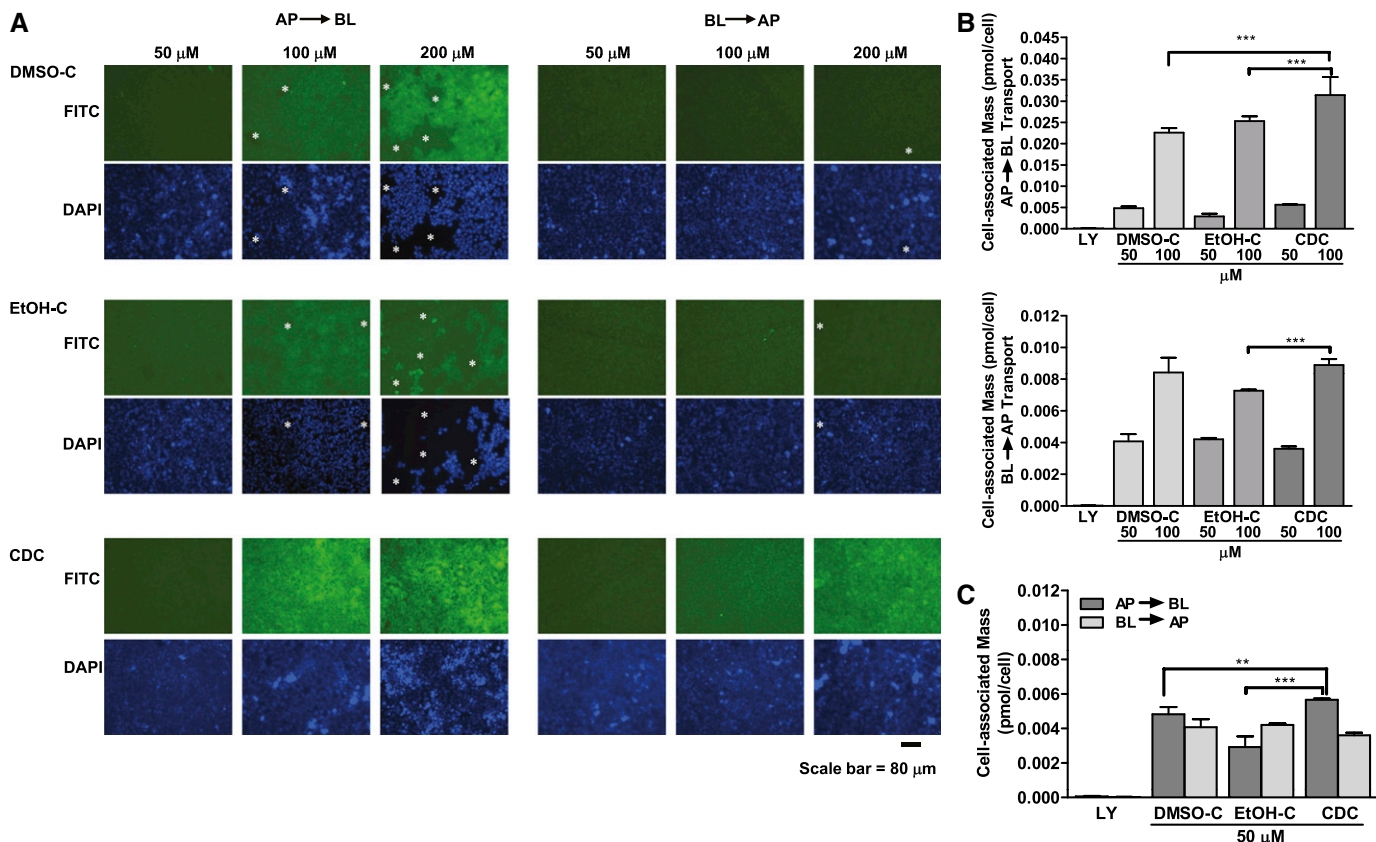 A
AP → BL
BL → AP
50 μM 100 μM 200 μM 50 μM 100 μM 200 μM
DMSO-C
FITC
* * * * * * * *
DAPI
* * * * * * * *
EtOH-C
FITC
* * * * * * *
DAPI
* * * * * * *
CDC
FITC
DAPI
Scale bar = 80 μm
B
Cell-associated Mass (pmol/cell)
AP → BL Transport
0.045
0.040
0.035
0.030
0.025
0.020
0.015
0.010
0.005
0.000
***
***
LY DMSO-C EtOH-C CDC
50 100 50 100 50 100
μM
Cell-associated Mass (pmol/cell)
BL → AP Transport
0.012
0.010
0.008
0.006
0.004
0.002
0.000
***
LY DMSO-C EtOH-C CDC
50 100 50 100 50 100
μM
C
Cell-associated Mass
(pmol/cell)
0.012
0.010
0.008
0.006
0.004
0.002
0.000
AP → BL
BL → AP
**
***
LY DMSO-C EtOH-C CDC
50 μM